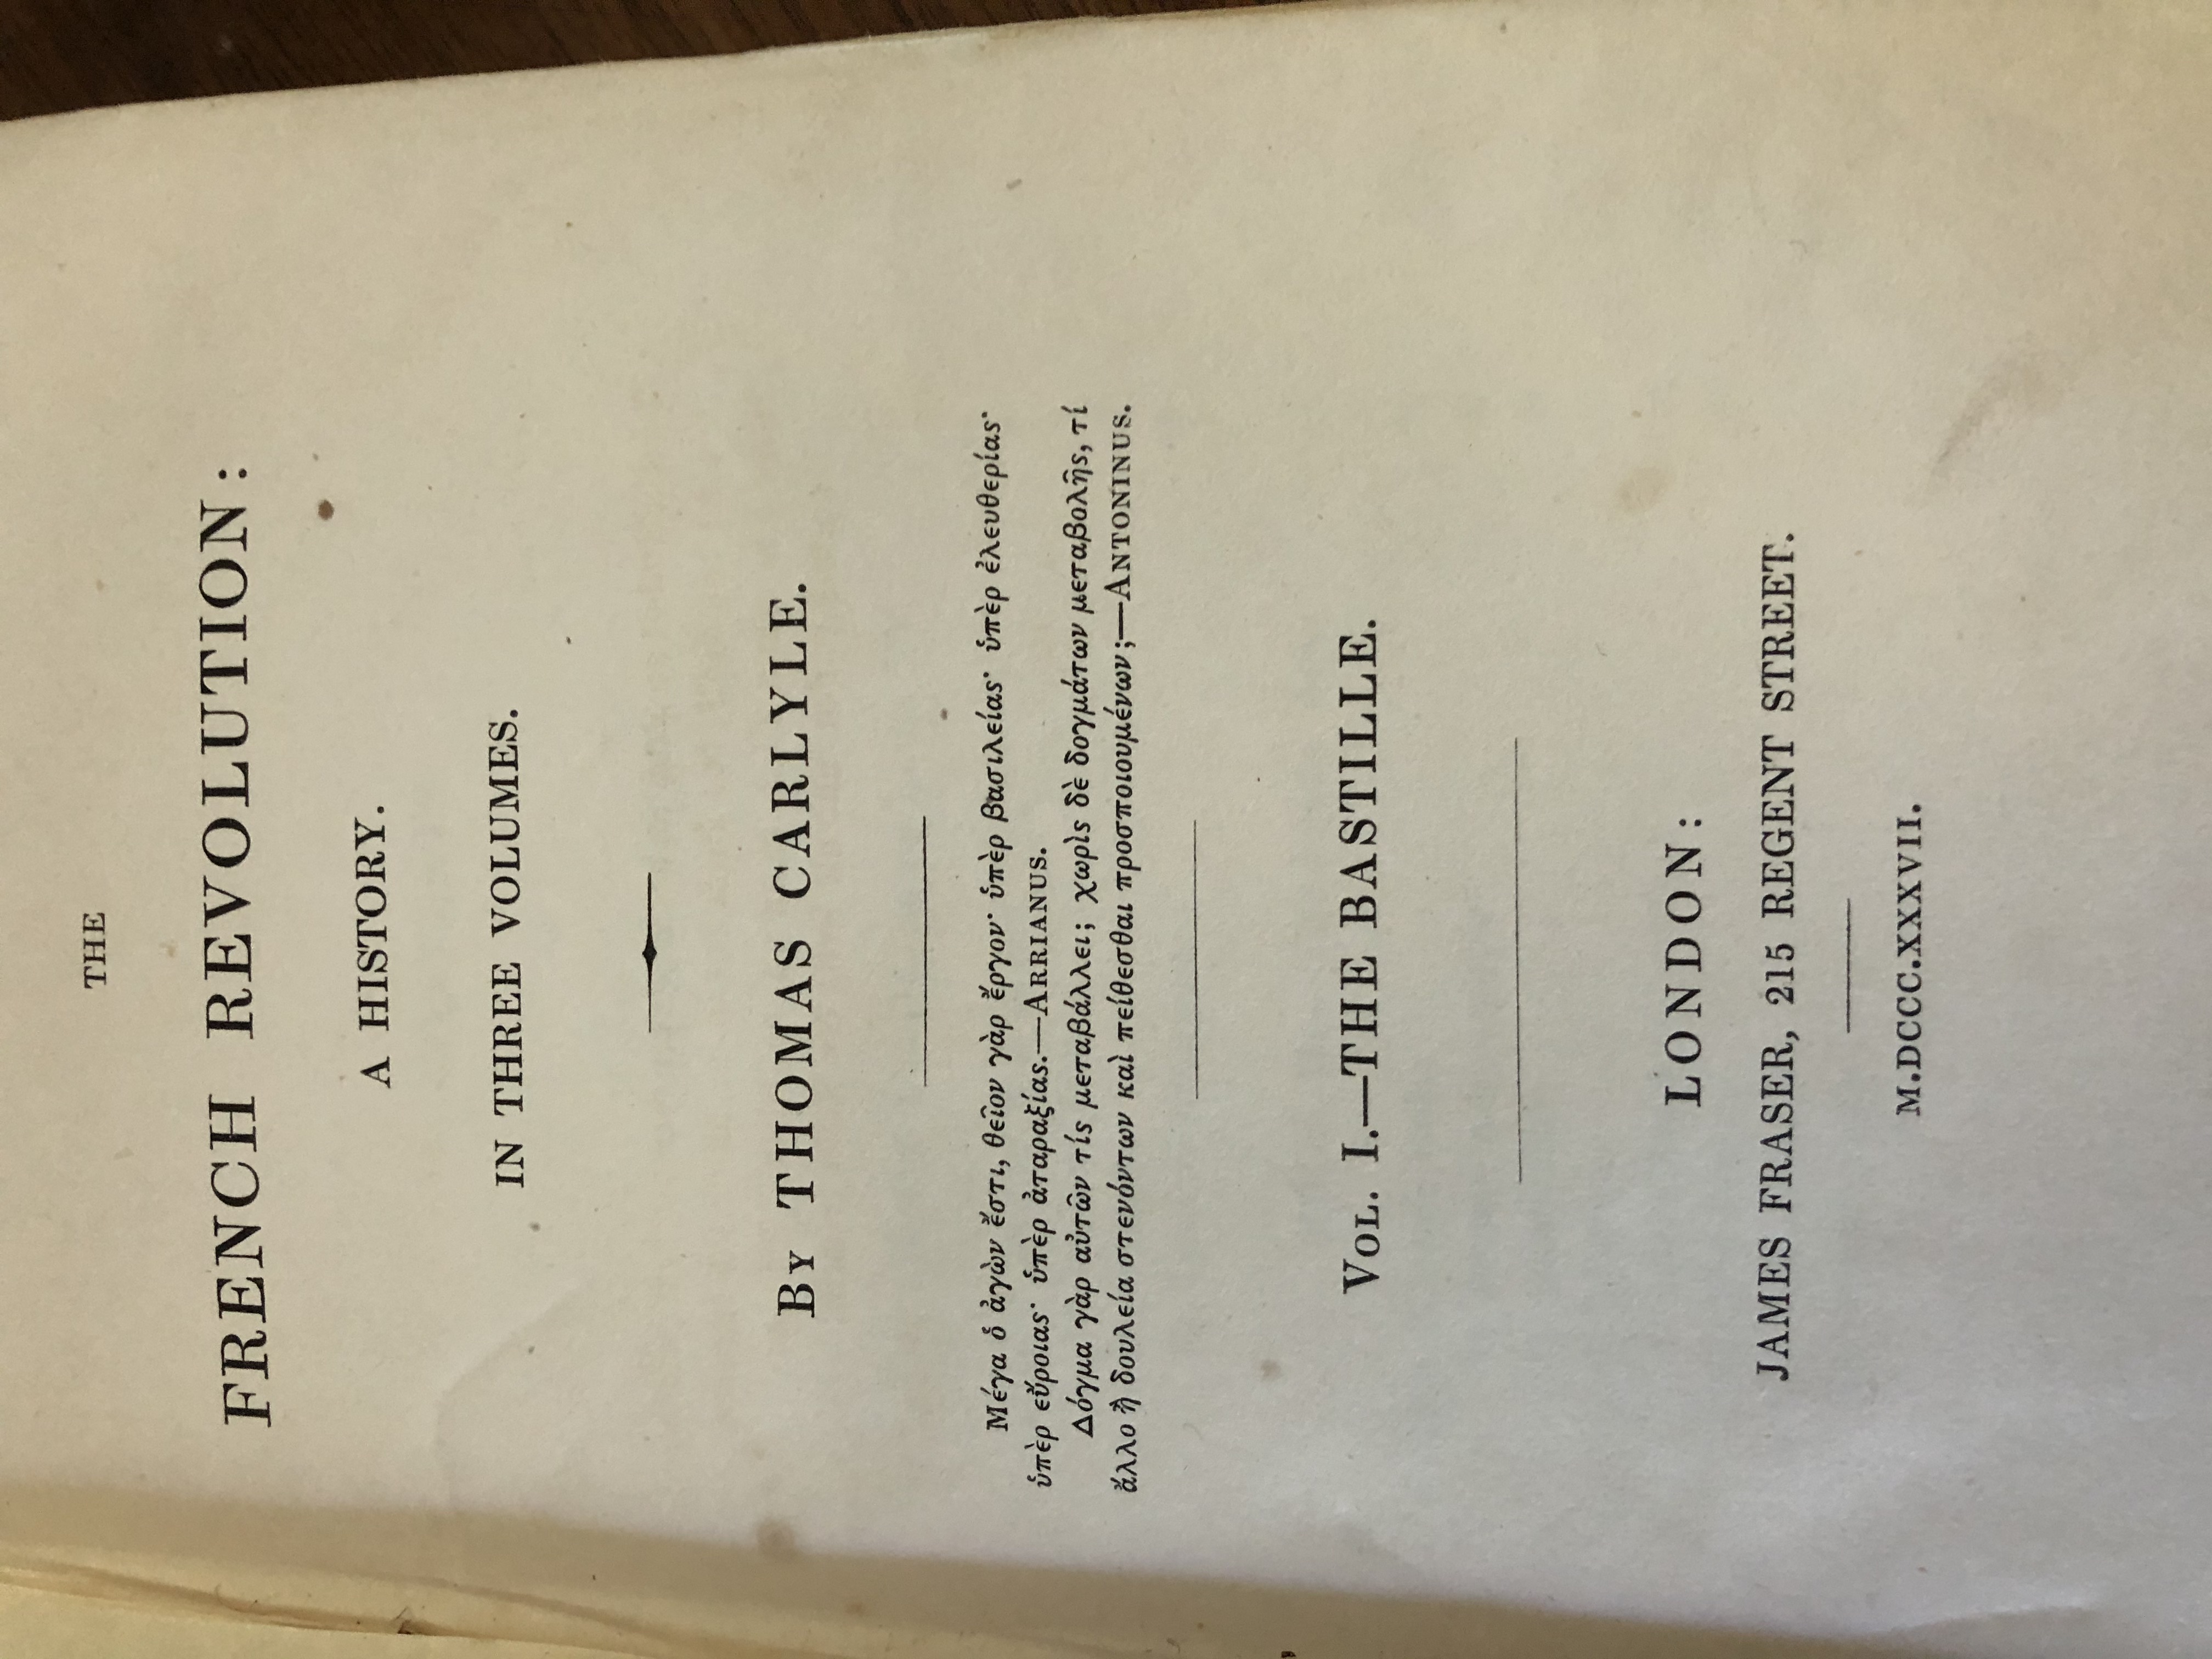 THE
FRENCH REVOLUTION:
A HISTORY.
IN THREE VOLUMES.
BY THOMAS CARLYLE.
Μέγα ὁ ἀγὼν ἔστι, θεῖον γὰρ ἔργον· ὑπὲρ βασιλείας· ὑπὲρ ἐλευθερίας·
ὑπὲρ εὔροιας· ὑπὲρ ἀταραξίας.—ARRIANUS.
Δόγμα γὰρ αὐτῶν τίς μεταβάλλει; χωρὶς δὲ δογμάτων μεταβολῆς, τί
ἄλλο ἢ δουλεία στενόντων καὶ πείθεσθαι προσποιουμένων;—ANTONINUS.
VOL. I.—THE BASTILLE.
LONDON:
JAMES FRASER, 215 REGENT STREET.
M.DCCC.XXXVII.